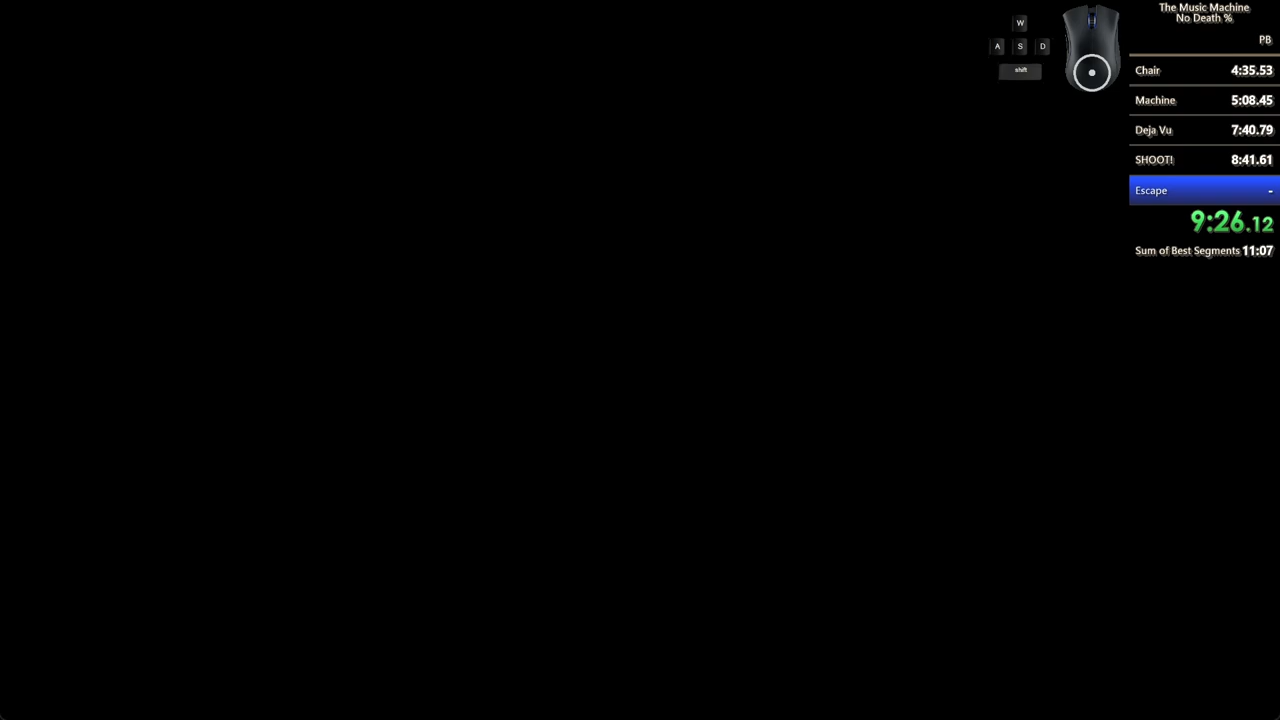 The Music Machine
No Death %
PB
W
A S D
shift
Chair 4:35.53
Machine 5:08.45
Deja Vu 7:40.79
SHOOT! 8:41.61
Escape -
9:26.12
Sum of Best Segments 11:07